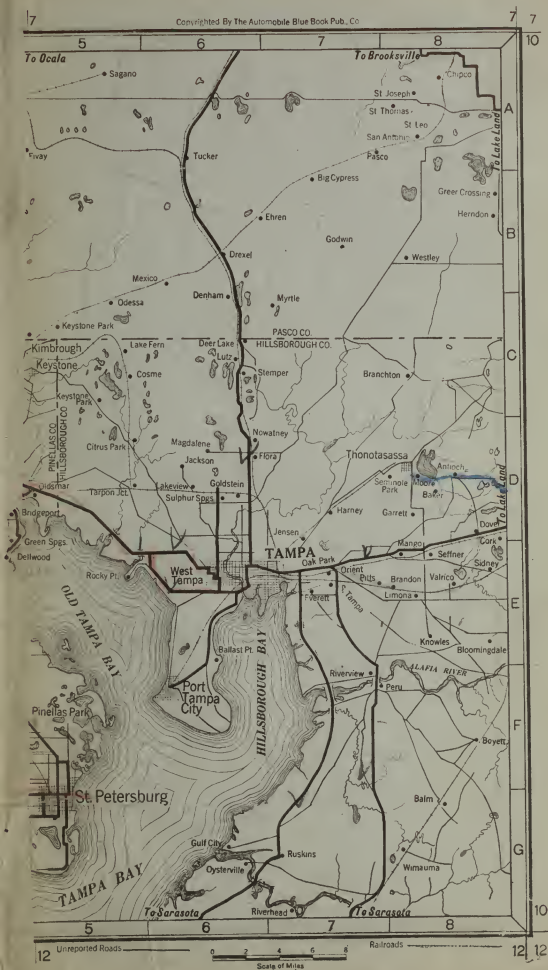 Copyrighted By The Automobile Blue Book Pub. Co
7
7
7
10
5
6
7
8
To Ocala
To Brooksville
Sagano
Chipco
St Joseph
A
St Thomas
St Leo
San Antonio
To Lake Land
Pasco
Tucker
Big Cypress
Greer Crossing
Ehren
Herndon
B
Godwin
Drexel
Westley
Mexico
Denham
Myrtle
Odessa
Keystone Park
PASCO CO.
HILLSBOROUGH CO.
Kimbrough
Lake Fern
Deer Lake
C
Keystone
Lutz
Cosme
Stemper
Branchton
Keystone
Park
PINELLAS CO
HILLSBOROUGH CO
Citrus Park
Nowatney
Magdalene
Flora
Thonotasassa
Jackson
Antioch
Seminole
Park
Moore
D
Oldsmar
Tarpon Jct.
Lakeview
Goldstein
Baker
To Lake Land
Sulphur Spgs.
Bridgeport
Harney
Garrett
Dover
Green Spgs.
Jensen
Cork
TAMPA
Mango
Seffner
Dellwood
Oak Park
Orient
Sidney
Rocky Pt.
West
Tampa
Pitts
Brandon
Valrico
E
Everett
E. Tampa
Limona
OLD TAMPA BAY
Knowles
Bloomingdale
Ballast Pt.
HILLSBOROUGH BAY
ALAFIA RIVER
Riverview
Peru
Port
Tampa
City
F
Pinellas Park
Boyett
St. Petersburg
Balm
Gulf City
G
Ruskins
Oysterville
Wimauma
TAMPA BAY
To Sarasota
Riverhead
To Sarasota
10
5
6
7
8
12
Unreported Roads
Railroads
12
12
0 2 4 6 8
Scale of Miles